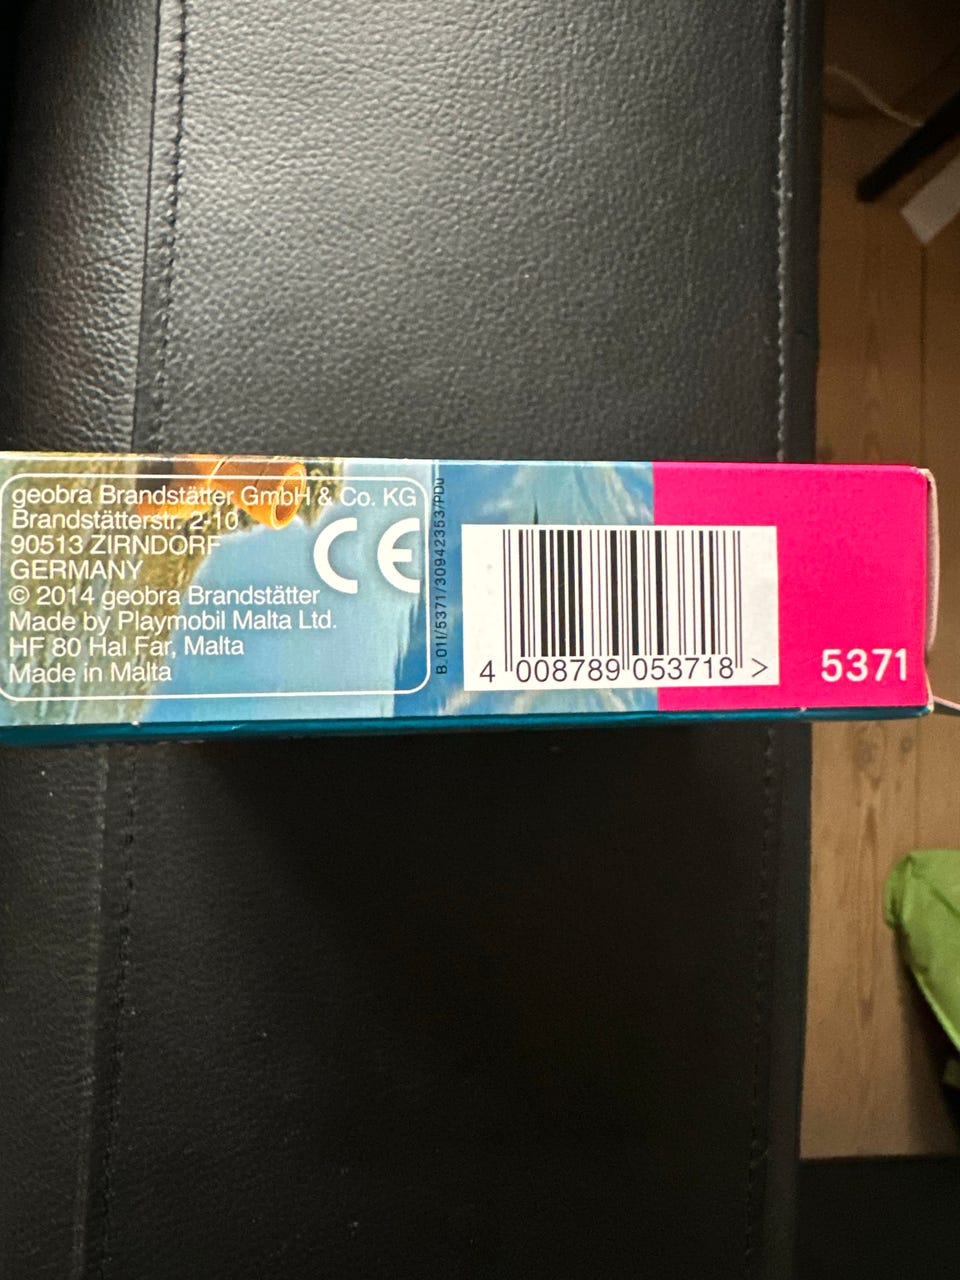 geobra Brandstätter GmbH & Co. KG
Brandstätterstr. 2-10
90513 ZIRNDORF
GERMANY
© 2014 geobra Brandstätter
Made by Playmobil Malta Ltd.
HF 80 Hal Far, Malta
Made in Malta
CE
B.01I/5371/30942353/PDu
4 008789 053718 >
5371